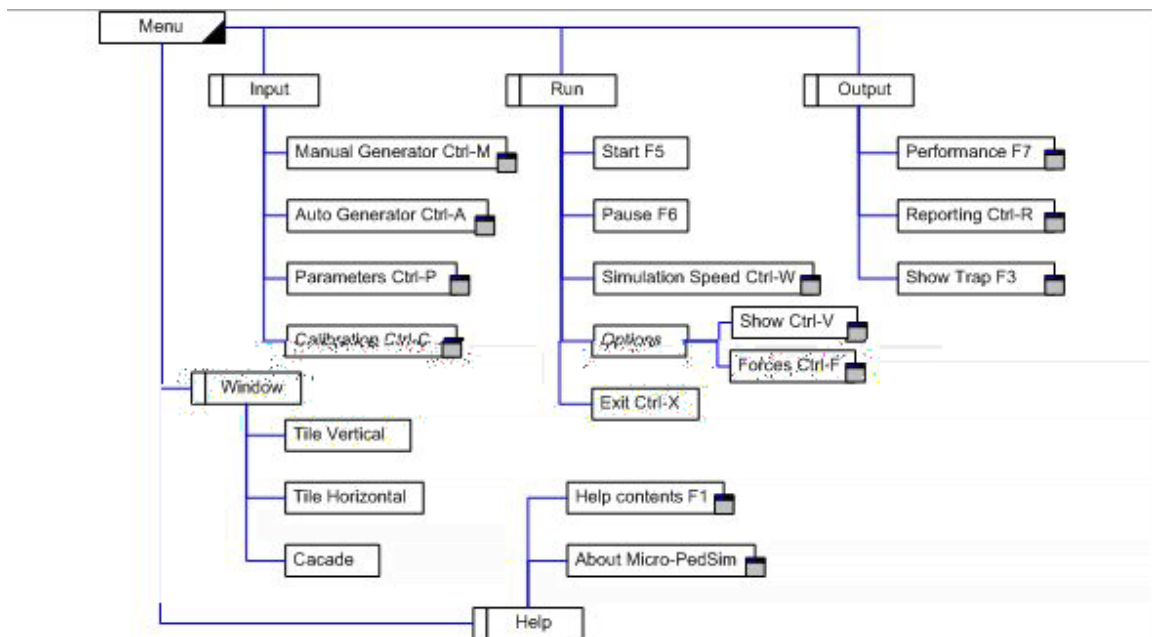 Menu
Input
Run
Output
Manual Generator Ctrl-M
Start F5
Performance F7
Auto Generator Ctrl-A
Pause F6
Reporting Ctrl-R
Parameters Ctrl-P
Simulation Speed Ctrl-W
Show Trap F3
Calibration Ctrl-C
Options
Show Ctrl-V
Forces Ctrl-F
Window
Exit Ctrl-X
Tile Vertical
Tile Horizontal
Help contents F1
Cacade
About Micro-PedSim
Help